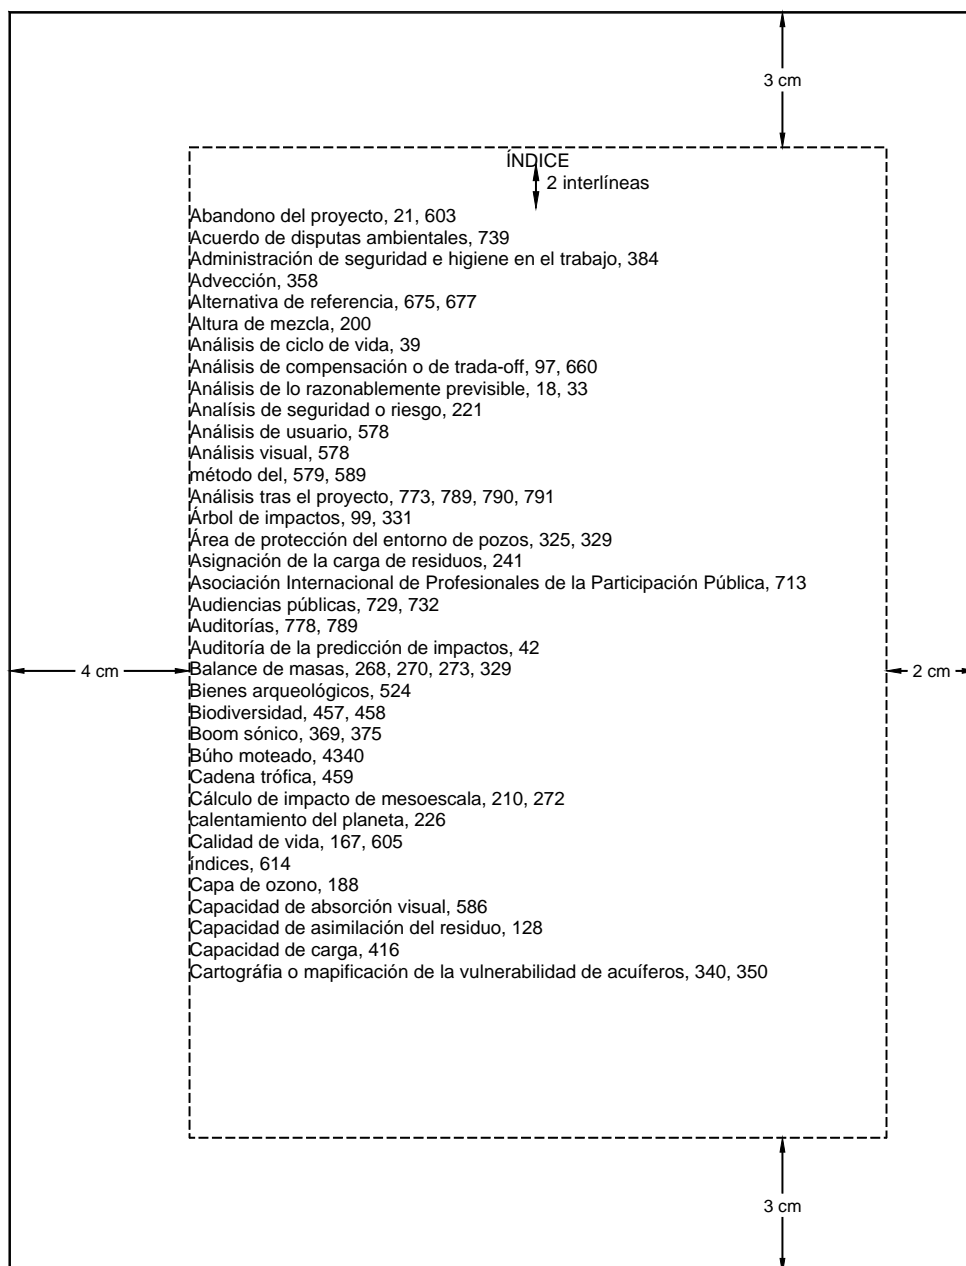 3 cm
ÍNDICE
2 interlíneas
Abandono del proyecto, 21, 603
Acuerdo de disputas ambientales, 739
Administración de seguridad e higiene en el trabajo, 384
Advección, 358
Alternativa de referencia, 675, 677
Altura de mezcla, 200
Análisis de ciclo de vida, 39
Análisis de compensación o de trada-off, 97, 660
Análisis de lo razonablemente previsible, 18, 33
Analísis de seguridad o riesgo, 221
Análisis de usuario, 578
Análisis visual, 578
método del, 579, 589
Análisis tras el proyecto, 773, 789, 790, 791
Árbol de impactos, 99, 331
Área de protección del entorno de pozos, 325, 329
Asignación de la carga de residuos, 241
Asociación Internacional de Profesionales de la Participación Pública, 713
Audiencias públicas, 729, 732
Auditorías, 778, 789
Auditoría de la predicción de impactos, 42
4 cm
Balance de masas, 268, 270, 273, 329
2 cm
Bienes arqueológicos, 524
Biodiversidad, 457, 458
Boom sónico, 369, 375
Búho moteado, 4340
Cadena trófica, 459
Cálculo de impacto de mesoescala, 210, 272
calentamiento del planeta, 226
Calidad de vida, 167, 605
índices, 614
Capa de ozono, 188
Capacidad de absorción visual, 586
Capacidad de asimilación del residuo, 128
Capacidad de carga, 416
Cartográfia o mapificación de la vulnerabilidad de acuíferos, 340, 350
3 cm